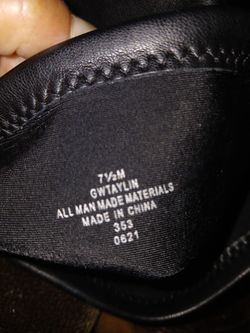 7½M
GWTAYLIN
ALL MAN MADE MATERIALS
MADE IN CHINA
353
0621